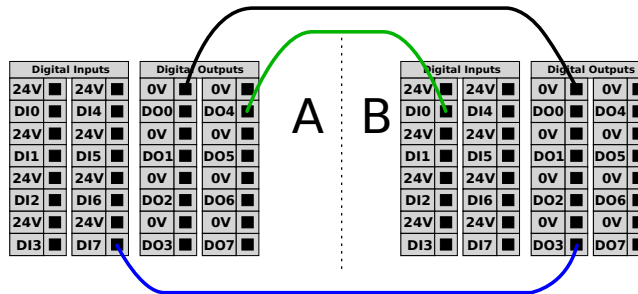 Digital Inputs Digital Outputs A B Digital Inputs Digital Outputs
24V 24V 0V 0V 24V 24V 0V 0V
DI0 DI4 DO0 DO4 DI0 DI4 DO0 DO4
24V 24V 0V 0V 24V 24V 0V 0V
DI1 DI5 DO1 DO5 DI1 DI5 DO1 DO5
24V 24V 0V 0V 24V 24V 0V 0V
DI2 DI6 DO2 DO6 DI2 DI6 DO2 DO6
24V 24V 0V 0V 24V 24V 0V 0V
DI3 DI7 DO3 DO7 DI3 DI7 DO3 DO7